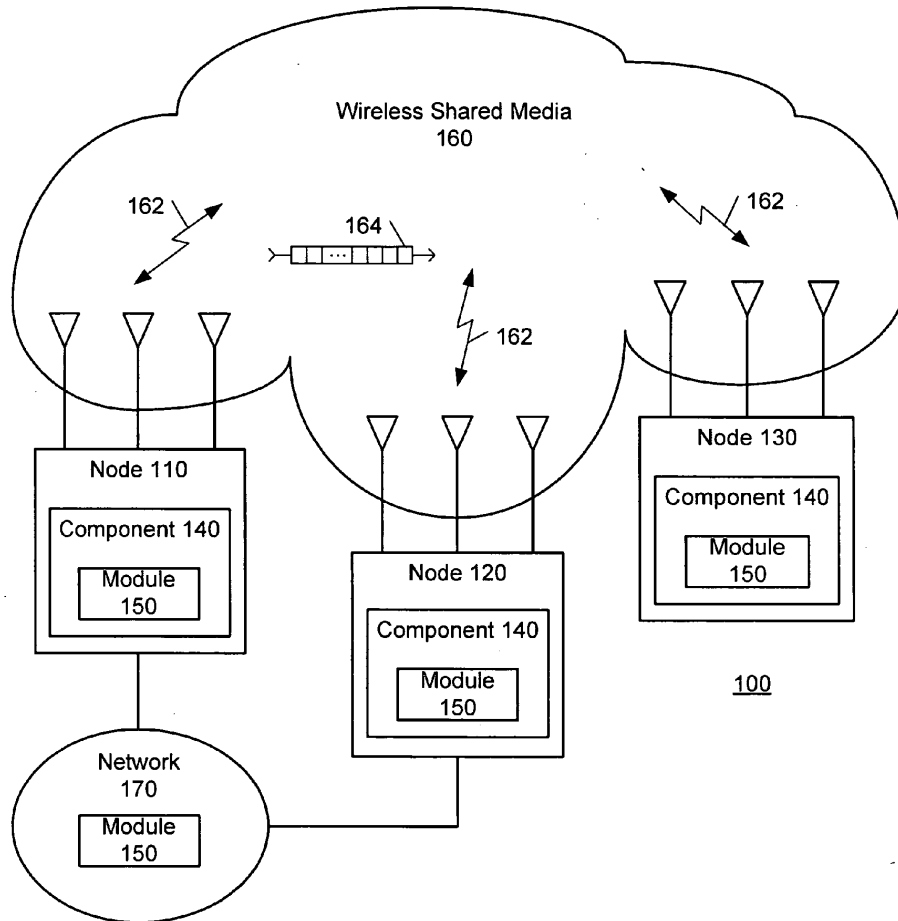 Wireless Shared Media
160
162
164
162
162
Node 110
Component 140
Module
150
Node 120
Component 140
Module
150
Node 130
Component 140
Module
150
100
Network
170
Module
150